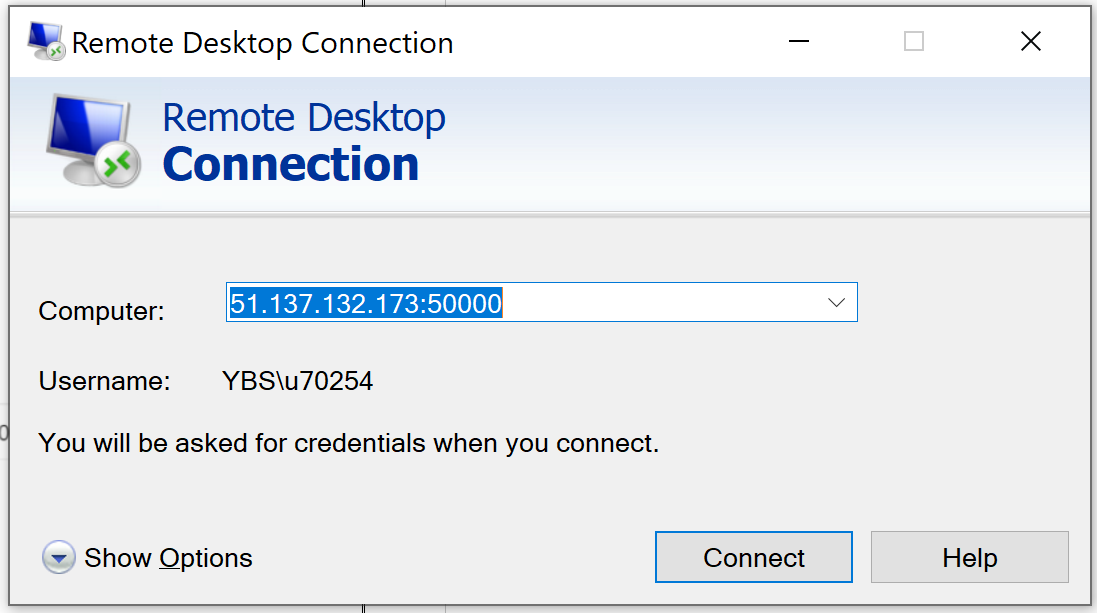 Remote Desktop Connection
Remote Desktop
Connection
Computer: 51.137.132.173:50000
Username: YBS\u70254
You will be asked for credentials when you connect.
Show Options Connect Help